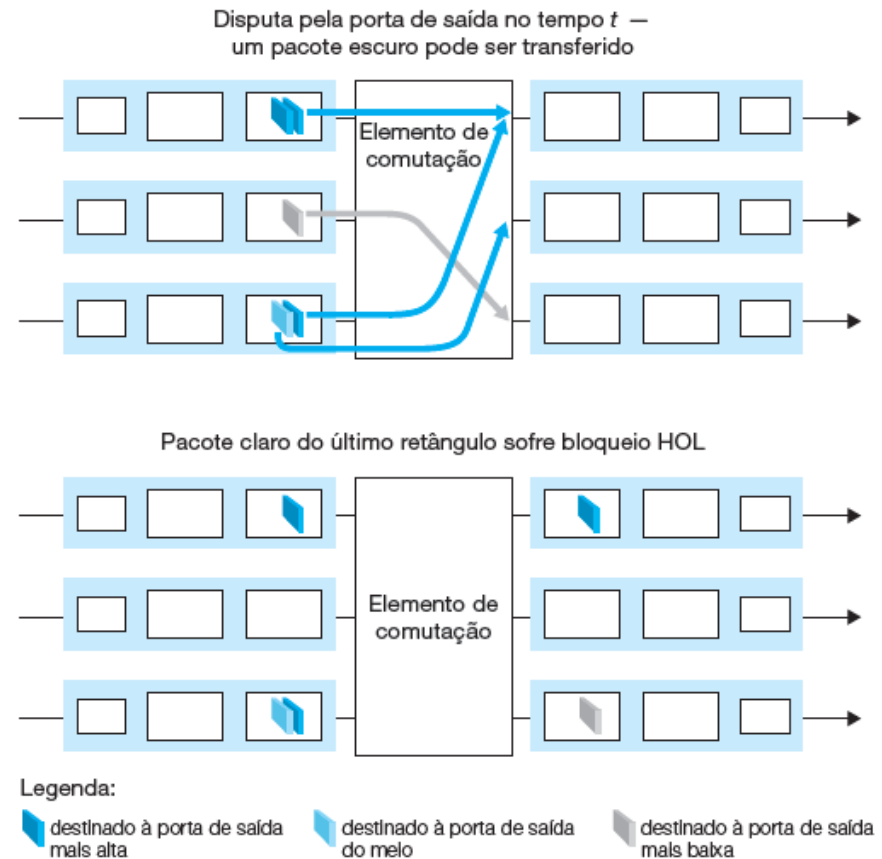 Disputa pela porta de saída no tempo t —
um pacote escuro pode ser transferido
Elemento de
comutação
Pacote claro do último retângulo sofre bloqueio HOL
Elemento de
comutação
Legenda:
destinado à porta de saída
mais alta
destinado à porta de saída
do meio
destinado à porta de saída
mais baixa